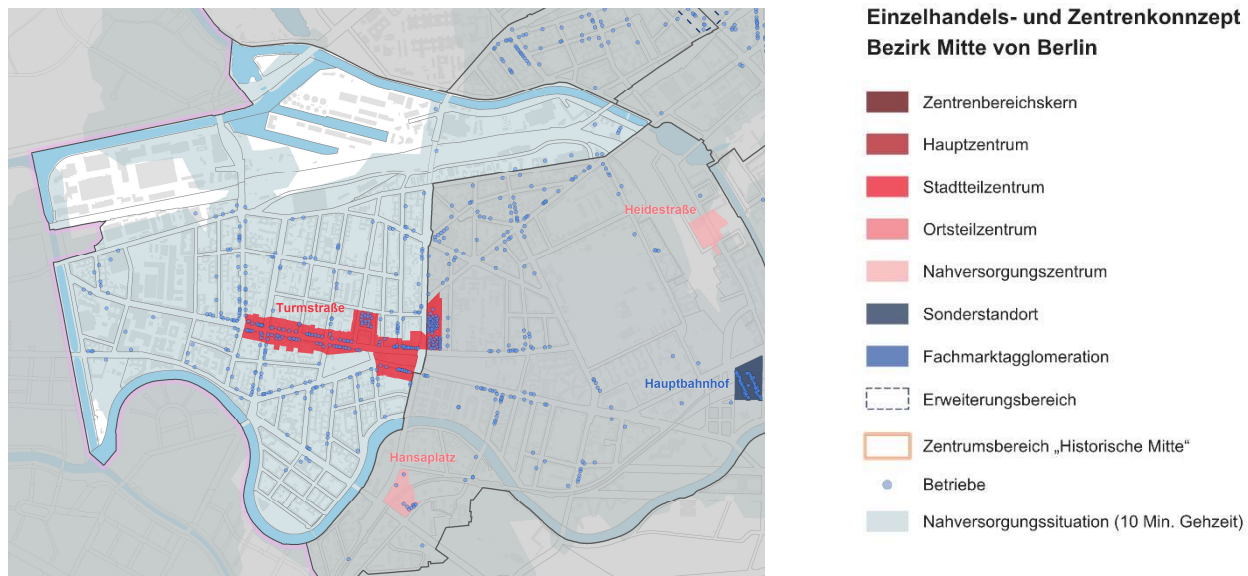 Einzelhandels- und Zentrenkonnzept
Bezirk Mitte von Berlin
Zentrenbereichskern
Hauptzentrum
Stadtteilzentrum
Ortsteilzentrum
Nahversorgungszentrum
Sonderstandort
Fachmarktagglomeration
Erweiterungsbereich
Zentrumsbereich „Historische Mitte“
Betriebe
Nahversorgungssituation (10 Min. Gehzeit)
Heidestraße
Turmstraße
Hauptbahnhof
Hansaplatz